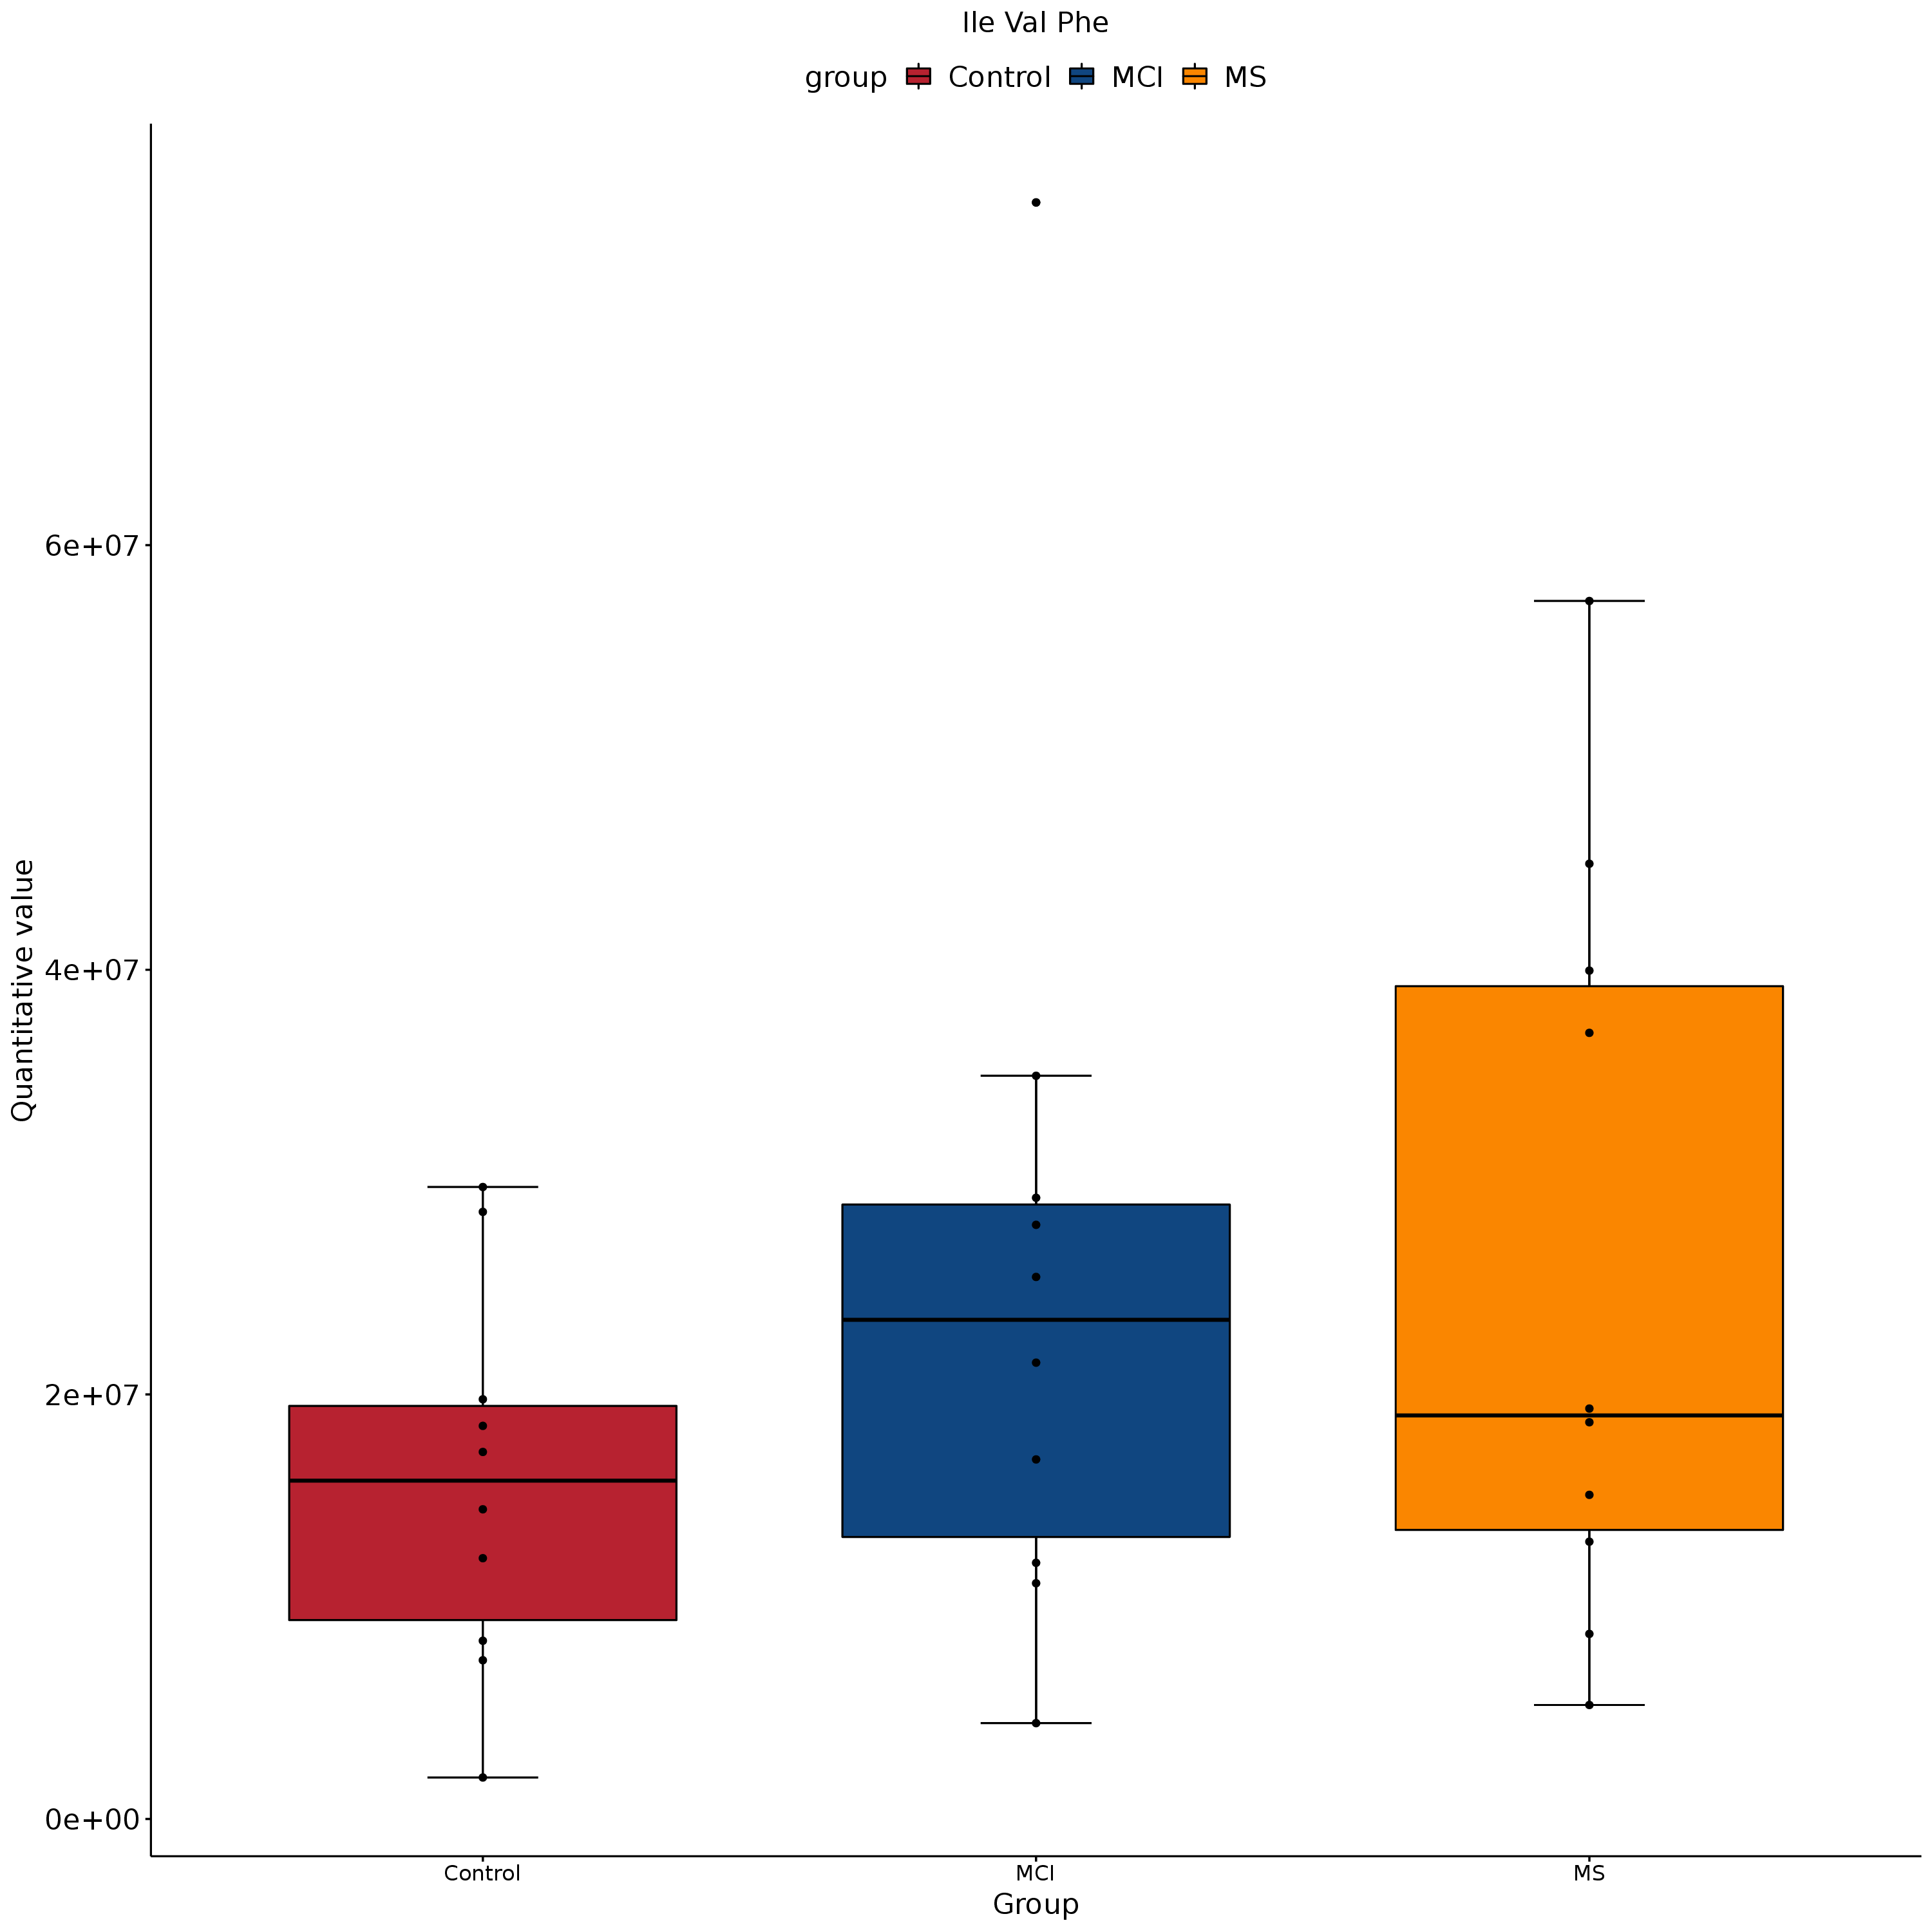 Ile Val Phe
group Control MCI MS
6e+07
4e+07
2e+07
0e+00
Quantitative value
Control MCI MS
Group